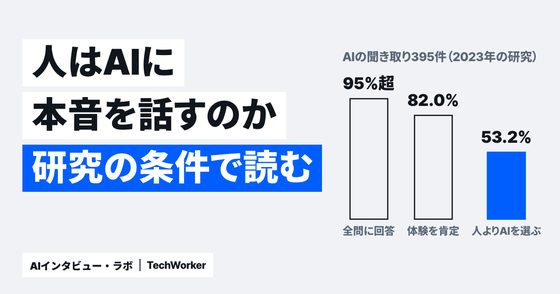 人はAIに
本音を話すのか
研究の条件で読む
AIインタビュー・ラボ | TechWorker
AIの聞き取り395件（2023年の研究）
95%超
82.0%
53.2%
全問に回答
体験を肯定
人よりAIを選ぶ